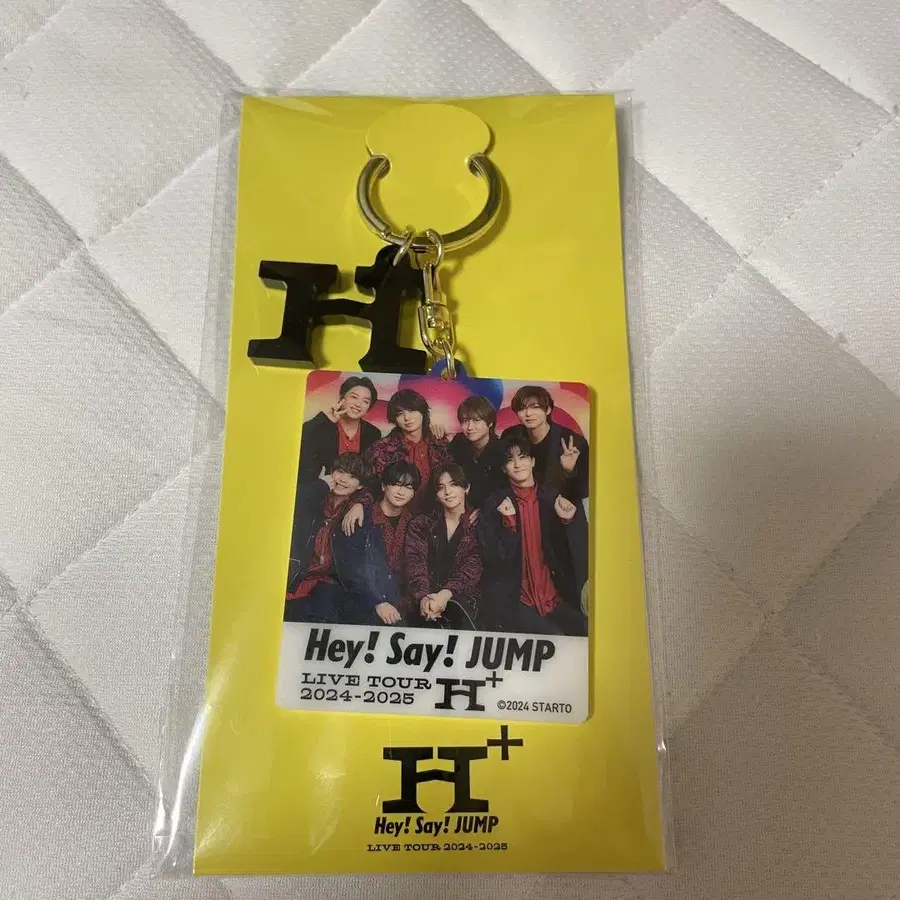 H
Hey! Say! JUMP
LIVE TOUR
2024-2025 H+
©2024 STARTO
H+
Hey! Say! JUMP
LIVE TOUR 2024-2025